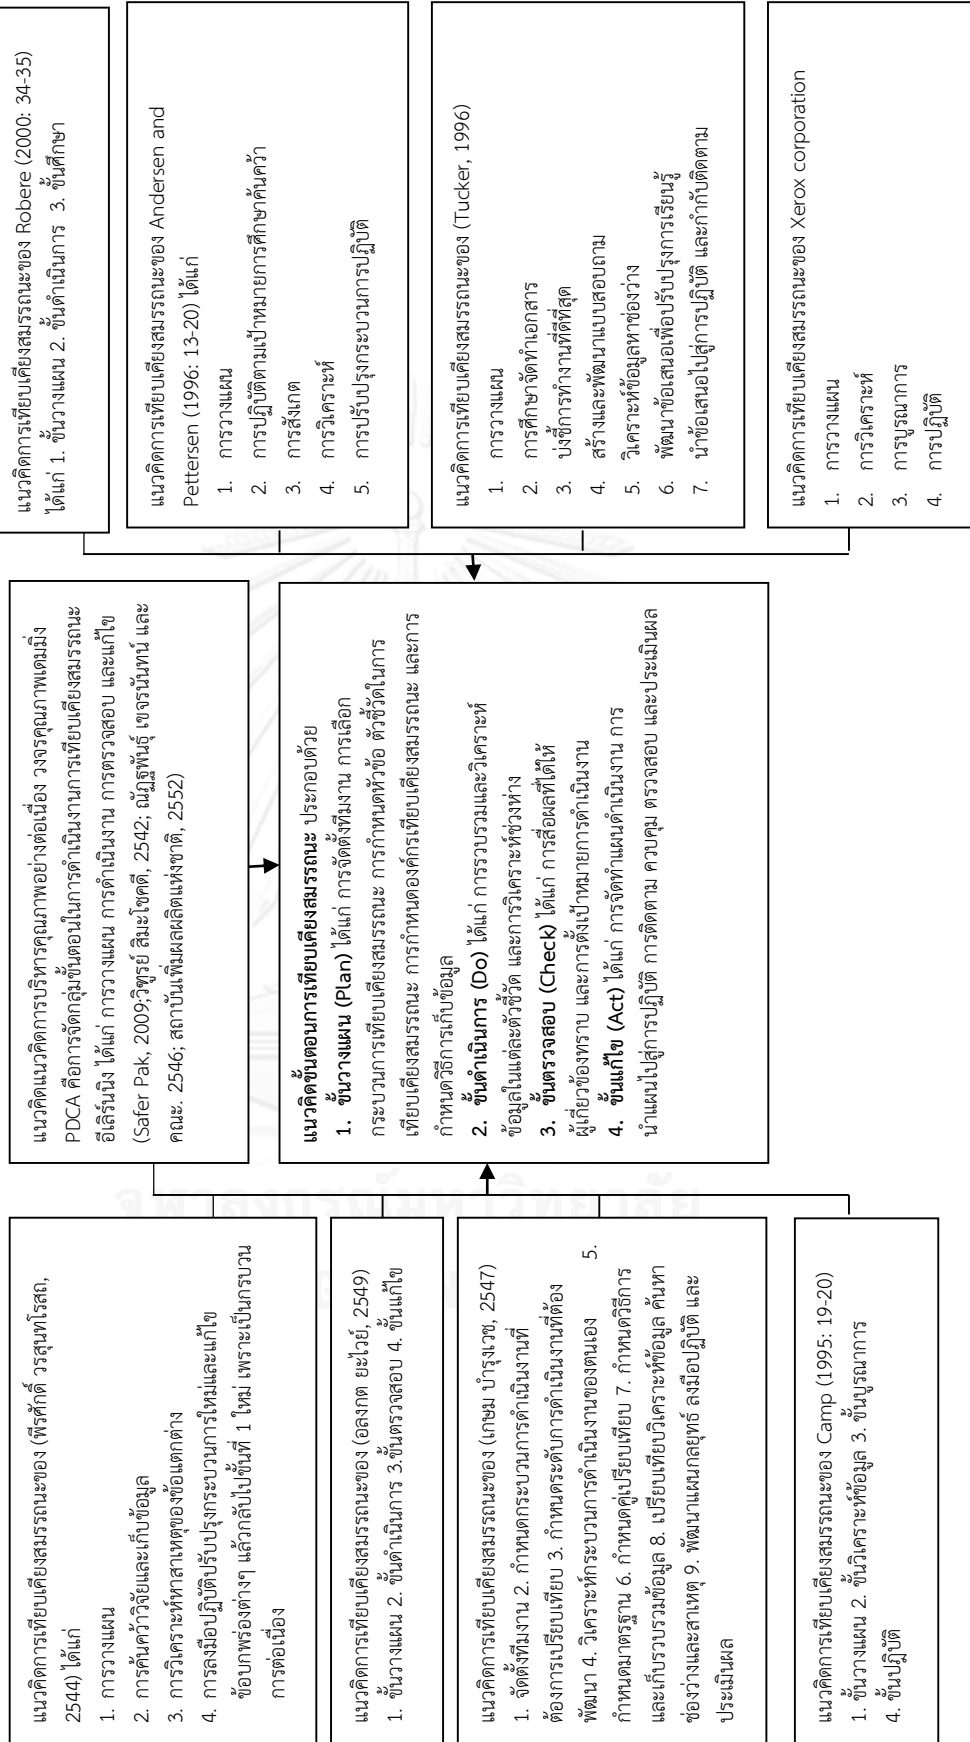 แนวคิดการเทียบเคียงสมรรถนะของ (พีรศักดิ์ วรสุนทโรสถ,
2544) ได้แก่
1. การวางแผน
2. การค้นคว้าวิจัยและเก็บข้อมูล
3. การวิเคราะห์หาสาเหตุของข้อแตกต่าง
4. การลงมือปฏิบัติปรับปรุงกระบวนการใหม่และแก้ไข
ข้อบกพร่องต่างๆ แล้วกลับไปขั้นที่ 1 ใหม่ เพราะเป็นกรบวน
การต่อเนื่อง
แนวคิดการเทียบเคียงสมรรถนะของ (อลงกต ยะไวย์, 2549)
1. ขั้นวางแผน 2. ขั้นดำเนินการ 3.ขั้นตรวจสอบ 4. ขั้นแก้ไข
แนวคิดการเทียบเคียงสมรรถนะของ (เกษม บำรุงเวช, 2547)
1. จัดตั้งทีมงาน 2. กำหนดกระบวนการดำเนินงานที่
ต้องการเปรียบเทียบ 3. กำหนดระดับการดำเนินงานที่ต้อง
พัฒนา 4. วิเคราะห์กระบวนการดำเนินงานของตนเอง 5.
กำหนดมาตรฐาน 6. กำหนดคู่เปรียบเทียบ 7. กำหนดวิธีการ
และเก็บรวบรวมข้อมูล 8. เปรียบเทียบวิเคราะห์ข้อมูล ค้นหา
ช่องว่างและสาเหตุ 9. พัฒนาแผนกลยุทธ์ ลงมือปฏิบัติ และ
ประเมินผล
แนวคิดการเทียบเคียงสมรรถนะของ Camp (1995: 19-20)
1. ขั้นวางแผน 2. ขั้นวิเคราะห์ข้อมูล 3. ขั้นบูรณาการ
4. ขั้นปฏิบัติ
แนวคิดแนวคิดการบริหารคุณภาพอย่างต่อเนื่อง วงจรคุณภาพเดมมิ่ง
PDCA คือการจัดกลุ่มขั้นตอนในการดำเนินงานการเทียบเคียงสมรรถนะ
อีเลิร์นนิง ได้แก่ การวางแผน การดำเนินงาน การตรวจสอบ และแก้ไข
(Safer Pak, 2009;วิฑูรย์ สิมะโชคดี, 2542; ณัฏฐพันธุ์ เขจรนันทน์ และ
คณะ. 2546; สถาบันเพิ่มผลผลิตแห่งชาติ, 2552)
แนวคิดขั้นตอนการเทียบเคียงสมรรถนะ ประกอบด้วย
1. ขั้นวางแผน (Plan) ได้แก่ การจัดตั้งทีมงาน การเลือก
กระบวนการเทียบเคียงสมรรถนะ การกำหนดหัวข้อ ตัวชี้วัดในการ
เทียบเคียงสมรรถนะ การกำหนดองค์กรเทียบเคียงสมรรถนะ และการ
กำหนดวิธีการเก็บข้อมูล
2. ขั้นดำเนินการ (Do) ได้แก่ การรวบรวมและวิเคราะห์
ข้อมูลในแต่ละตัวชี้วัด และการวิเคราะห์ช่วงห่าง
3. ขั้นตรวจสอบ (Check) ได้แก่ การสื่อผลที่ได้ให้
ผู้เกี่ยวข้องทราบ และการตั้งเป้าหมายการดำเนินงาน
4. ขั้นแก้ไข (Act) ได้แก่ การจัดทำแผนดำเนินงาน การ
นำแผนไปสู่การปฏิบัติ การติดตาม ควบคุม ตรวจสอบ และประเมินผล
แนวคิดการเทียบเคียงสมรรถนะของ Robere (2000: 34-35)
ได้แก่ 1. ขั้นวางแผน 2. ขั้นดำเนินการ 3. ขั้นศึกษา
แนวคิดการเทียบเคียงสมรรถนะของ Andersen and
Pettersen (1996: 13-20) ได้แก่
1. การวางแผน
2. การปฏิบัติตามเป้าหมายการศึกษาค้นคว้า
3. การสังเกต
4. การวิเคราะห์
5. การปรับปรุงกระบวนการปฏิบัติ
แนวคิดการเทียบเคียงสมรรถนะของ (Tucker, 1996)
1. การวางแผน
2. การศึกษาจัดทำเอกสาร
3. บ่งชี้การทำงานที่ดีที่สุด
4. สร้างและพัฒนาแบบสอบถาม
5. วิเคราะห์ข้อมูลหาช่องว่าง
6. พัฒนาข้อเสนอเพื่อปรับปรุงการเรียนรู้
7. นำข้อเสนอไปสู่การปฏิบัติ และกำกับติดตาม
แนวคิดการเทียบเคียงสมรรถนะของ Xerox corporation
1. การวางแผน
2. การวิเคราะห์
3. การบูรณาการ
4. การปฏิบัติ
จุฬาลงกรณ์มหาวิทยาลัย